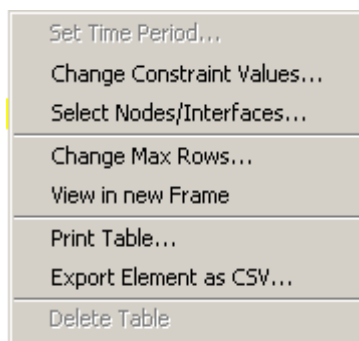 Set Time Period...
Change Constraint Values...
Select Nodes/Interfaces...
Change Max Rows...
View in new Frame
Print Table...
Export Element as CSV...
Delete Table